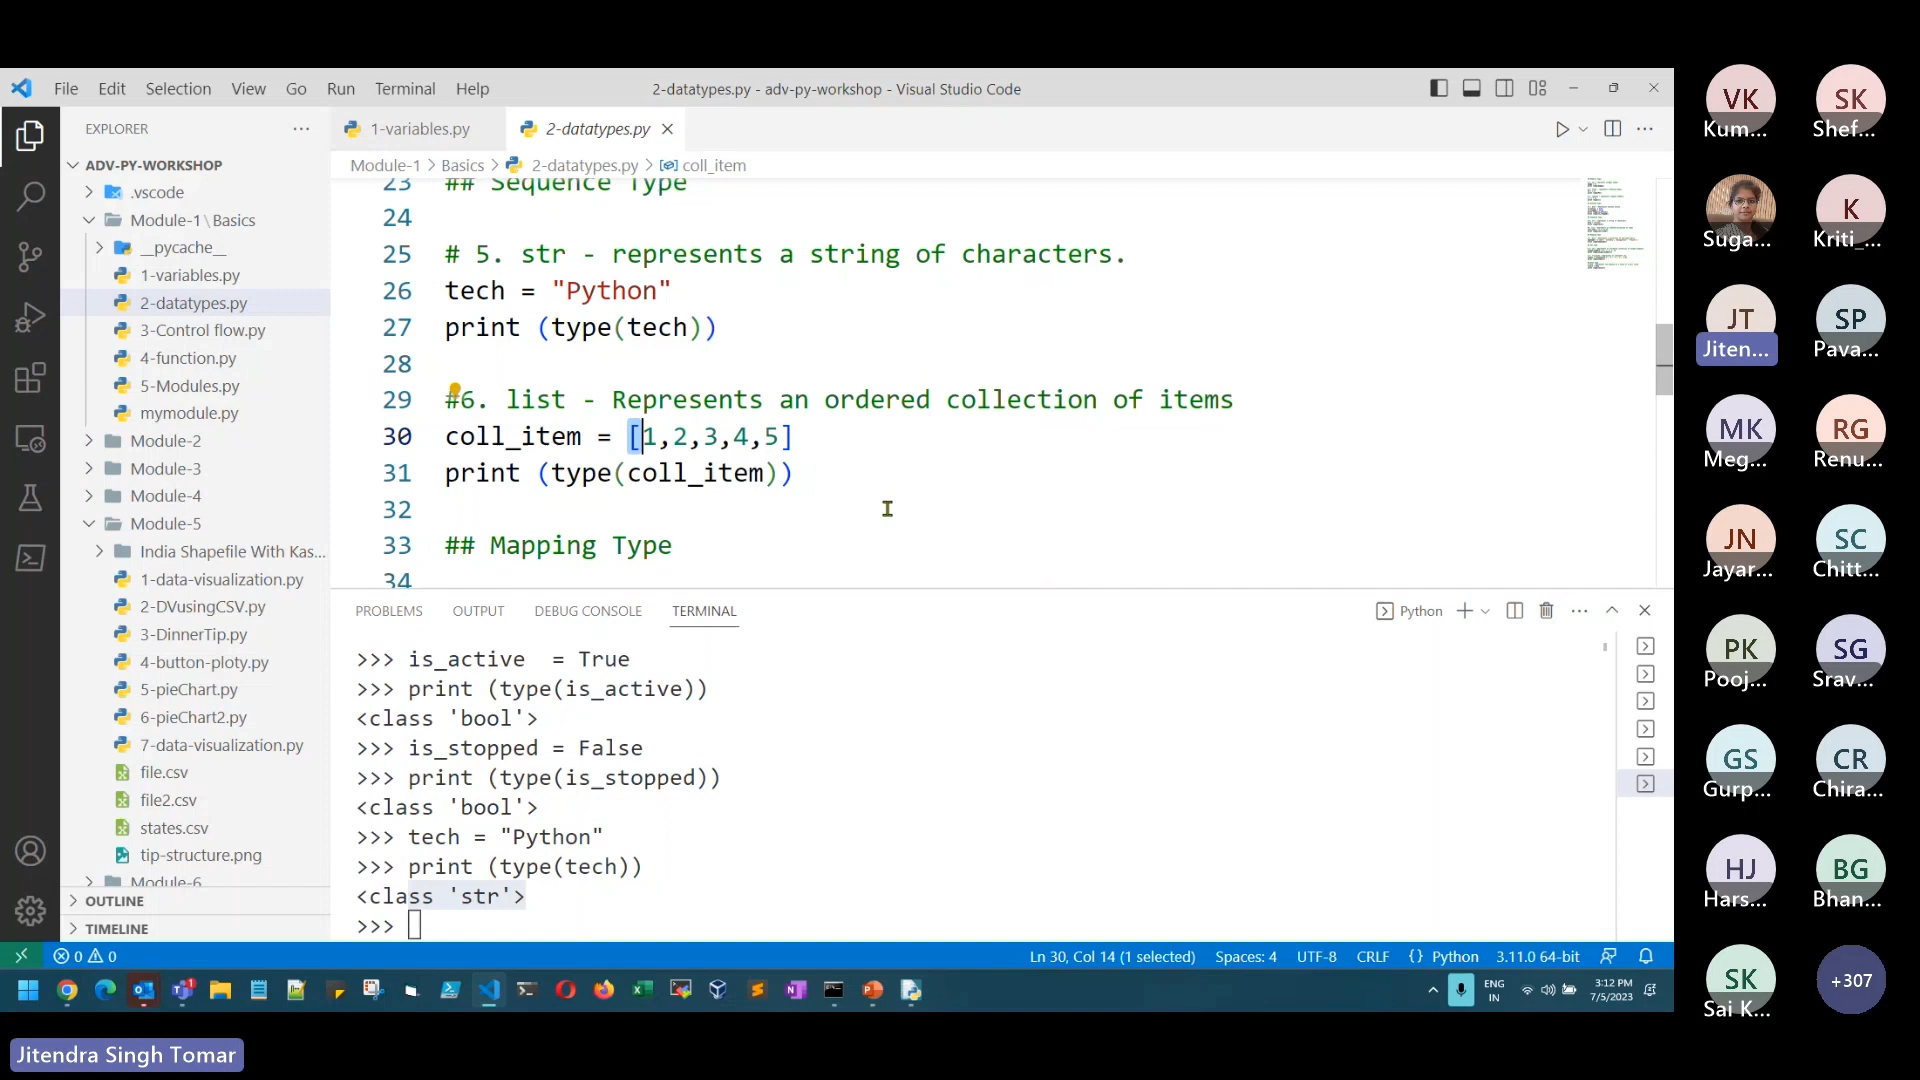 File Edit Selection View Go Run Terminal Help
2-datatypes.py - adv-py-workshop - Visual Studio Code
EXPLORER
ADV-PY-WORKSHOP
.vscode
Module-1\Basics
__pycache__
1-variables.py
2-datatypes.py
3-Control flow.py
4-function.py
5-Modules.py
mymodule.py
Module-2
Module-3
Module-4
Module-5
India Shapefile With Kas...
1-data-visualization.py
2-DVusingCSV.py
3-DinnerTip.py
4-button-ploty.py
5-pieChart.py
6-pieChart2.py
7-data-visualization.py
file.csv
file2.csv
states.csv
tip-structure.png
Module-6
OUTLINE
TIMELINE
1-variables.py 2-datatypes.py
Module-1 > Basics > 2-datatypes.py > coll_item
23 ## Sequence Type
24
25 # 5. str - represents a string of characters.
26 tech = "Python"
27 print (type(tech))
28
29 #6. list - Represents an ordered collection of items
30 coll_item = [1,2,3,4,5]
31 print (type(coll_item))
32
33 ## Mapping Type
34
PROBLEMS OUTPUT DEBUG CONSOLE TERMINAL
Python
>>> is_active  = True
>>> print (type(is_active))
<class 'bool'>
>>> is_stopped = False
>>> print (type(is_stopped))
<class 'bool'>
>>> tech = "Python"
>>> print (type(tech))
<class 'str'>
>>>
0 0
Ln 30, Col 14 (1 selected) Spaces: 4 UTF-8 CRLF {} Python 3.11.0 64-bit
ENG
IN
3:12 PM
7/5/2023
VK SK
Kum... Shef...
K
Suga... Kriti_...
JT SP
Jiten... Pava...
MK RG
Meg... Renu...
JN SC
Jayar... Chitt...
PK SG
Pooj... Srav...
GS CR
Gurp... Chira...
HJ BG
Hars... Bhan...
SK +307
Sai K...
Jitendra Singh Tomar